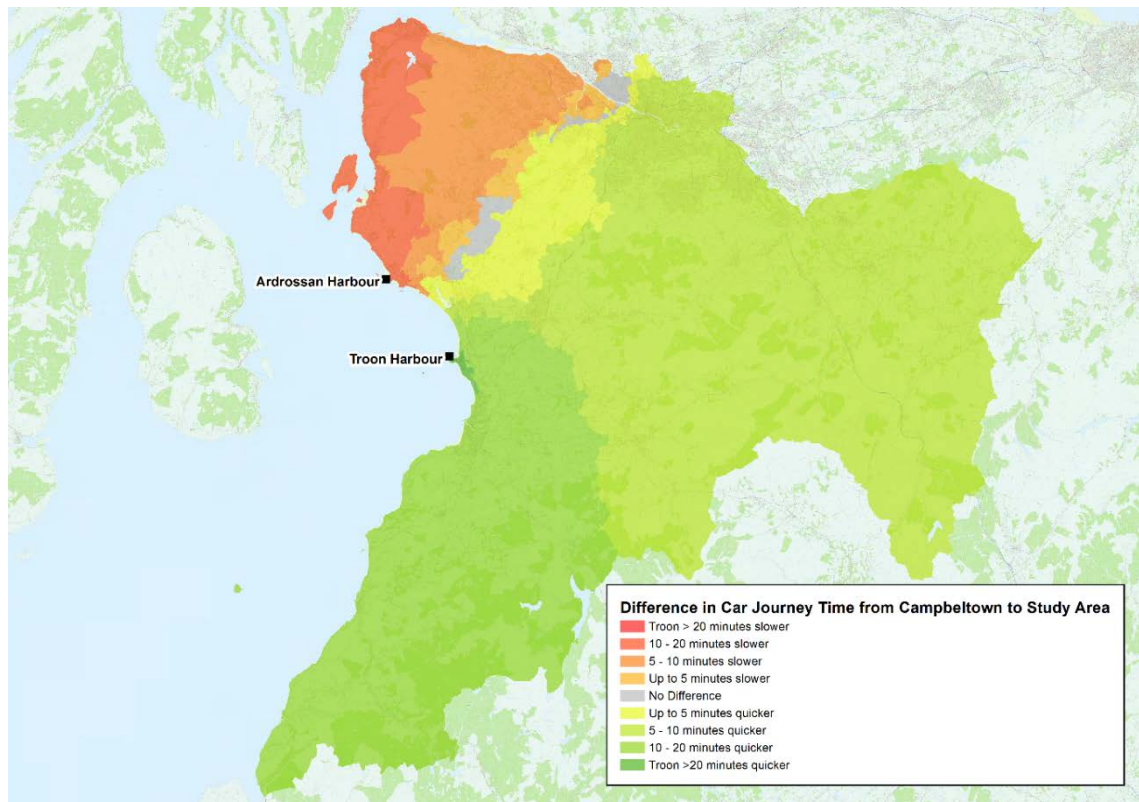 Ardrossan Harbour
Troon Harbour
Difference in Car Journey Time from Campbeltown to Study Area
Troon > 20 minutes slower
10 - 20 minutes slower
5 - 10 minutes slower
Up to 5 minutes slower
No Difference
Up to 5 minutes quicker
5 - 10 minutes quicker
10 - 20 minutes quicker
Troon >20 minutes quicker